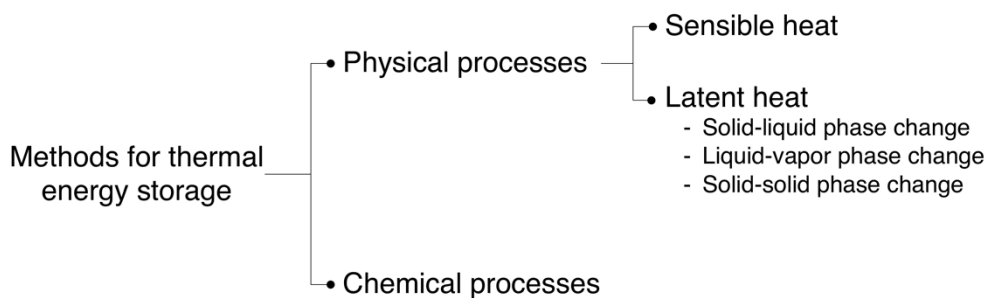 Methods for thermal
energy storage
• Physical processes
• Sensible heat
• Latent heat
- Solid-liquid phase change
- Liquid-vapor phase change
- Solid-solid phase change
• Chemical processes